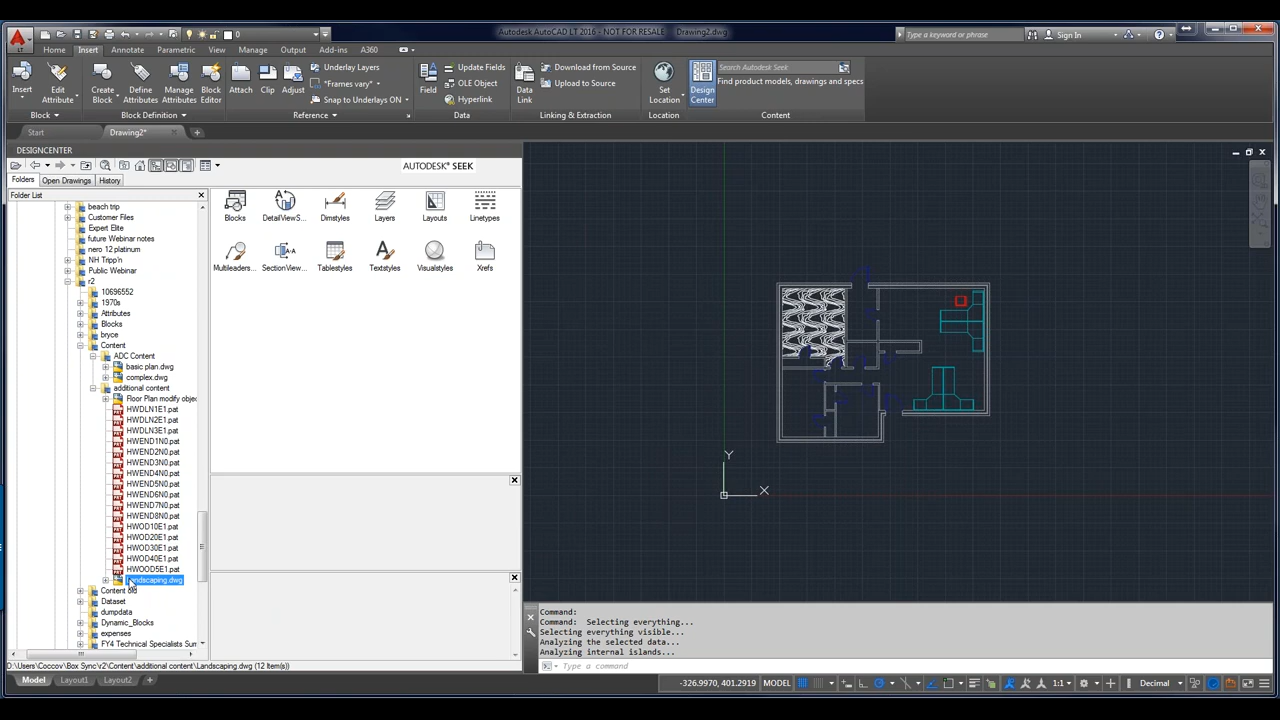 Autodesk AutoCAD LT 2016 - NOT FOR RESALE Drawing2.dwg
Type a keyword or phrase
Sign In
LT
0
Home Insert Annotate Parametric View Manage Output Add-ins A360
Insert
Edit Attribute
Create Block
Define Attributes
Manage Attributes
Block Editor
Attach
Clip
Adjust
Underlay Layers
*Frames vary*
Snap to Underlays ON
Field
Update Fields
OLE Object
Hyperlink
Data Link
Download from Source
Upload to Source
Set Location
Design Center
Search Autodesk Seek
Find product models, drawings and specs
Block
Block Definition
Reference
Data
Linking & Extraction
Location
Content
Start
Drawing2*
DESIGNCENTER
AUTODESK® SEEK
Folders Open Drawings History
Folder List
beach trip
Customer Files
Expert Elite
future Webinar notes
nero 12 platinum
NH Tripp'n
Public Webinar
r2
10696552
1970s
Attributes
Blocks
bryce
Content
ADC Content
basic plan.dwg
complex.dwg
additional content
Floor Plan modify objec
HWDLN1E1.pat
HWDLN2E1.pat
HWDLN3E1.pat
HWEND1N0.pat
HWEND2N0.pat
HWEND3N0.pat
HWEND4N0.pat
HWEND5N0.pat
HWEND6N0.pat
HWEND7N0.pat
HWEND8N0.pat
HWOD10E1.pat
HWOD20E1.pat
HWOD30E1.pat
HWOD40E1.pat
HWOOD5E1.pat
Landscaping.dwg
Content old
Dataset
dumpdata
Dynamic_Blocks
expenses
FY4 Technical Specialists Sum
Blocks DetailViewS... Dimstyles Layers Layouts Linetypes
Multileaders... SectionView... Tablestyles Textstyles Visualstyles Xrefs
Y
X
Command:
Command: Selecting everything...
Selecting everything visible...
Analyzing the selected data...
Analyzing internal islands...
Type a command
D:\Users\Coccov\Box Sync\r2\Content\additional content\Landscaping.dwg (12 Item(s))
Model Layout1 Layout2
-326.9970, 401.2919 MODEL
1:1
Decimal